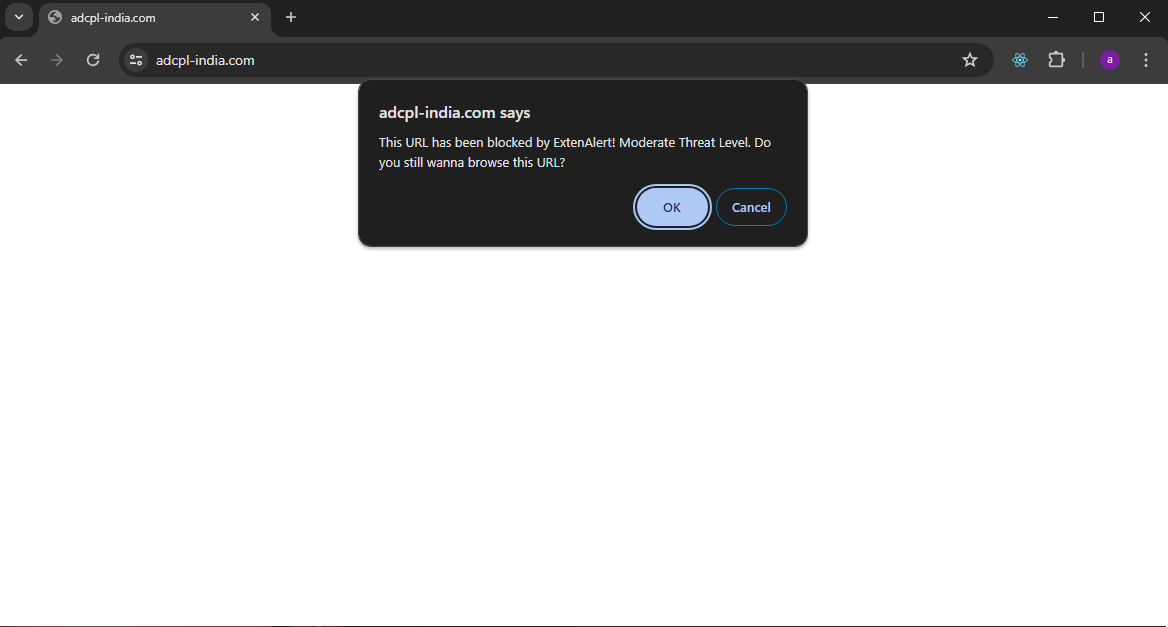 adcpl-india.com
adcpl-india.com
a
adcpl-india.com says
This URL has been blocked by ExtenAlert! Moderate Threat Level. Do
you still wanna browse this URL?
OK Cancel